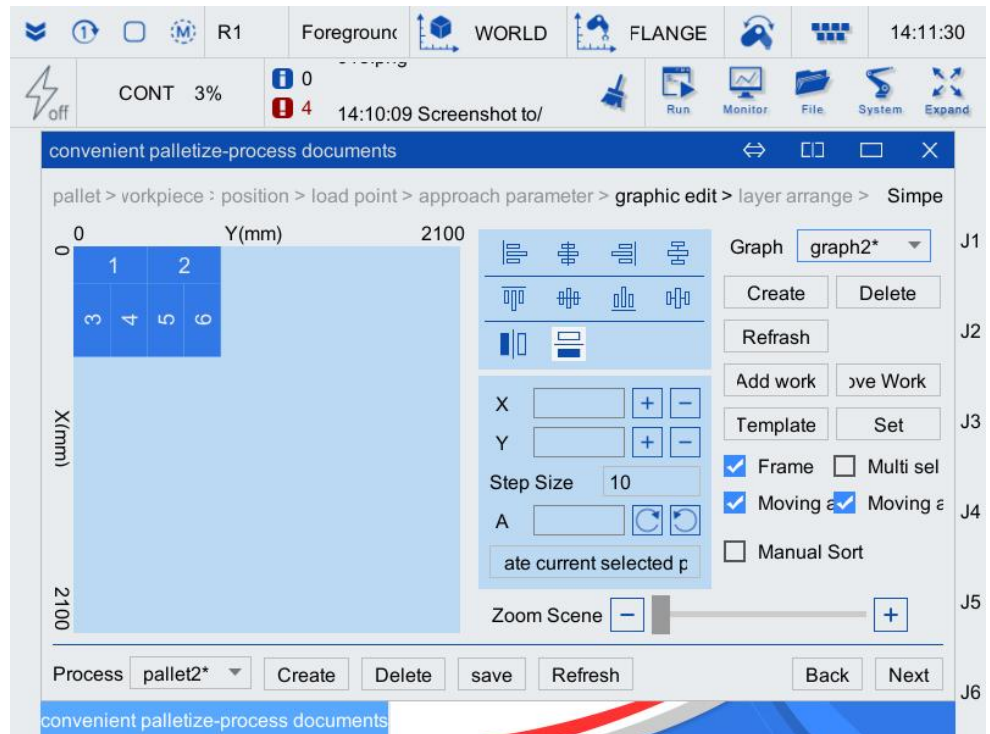 R1 Foregrounc WORLD FLANGE 14:11:30
off CONT 3% 0
4 14:10:09 Screenshot to/
Run Monitor File System Expand
convenient palletize-process documents
pallet > vorkpiece : position > load point > approach parameter > graphic edit > layer arrange > Simpe
0 Y(mm) 2100
0
1 2
3 4 5 6
X(mm)
2100
Graph graph2*
Create Delete
Refrash
Add work ove Work
Template Set
Frame Multi sel
Moving a Moving a
Manual Sort
X + −
Y + −
Step Size 10
A
ate current selected p
Zoom Scene − +
J1
J2
J3
J4
J5
J6
Process pallet2* Create Delete save Refresh Back Next
convenient palletize-process documents